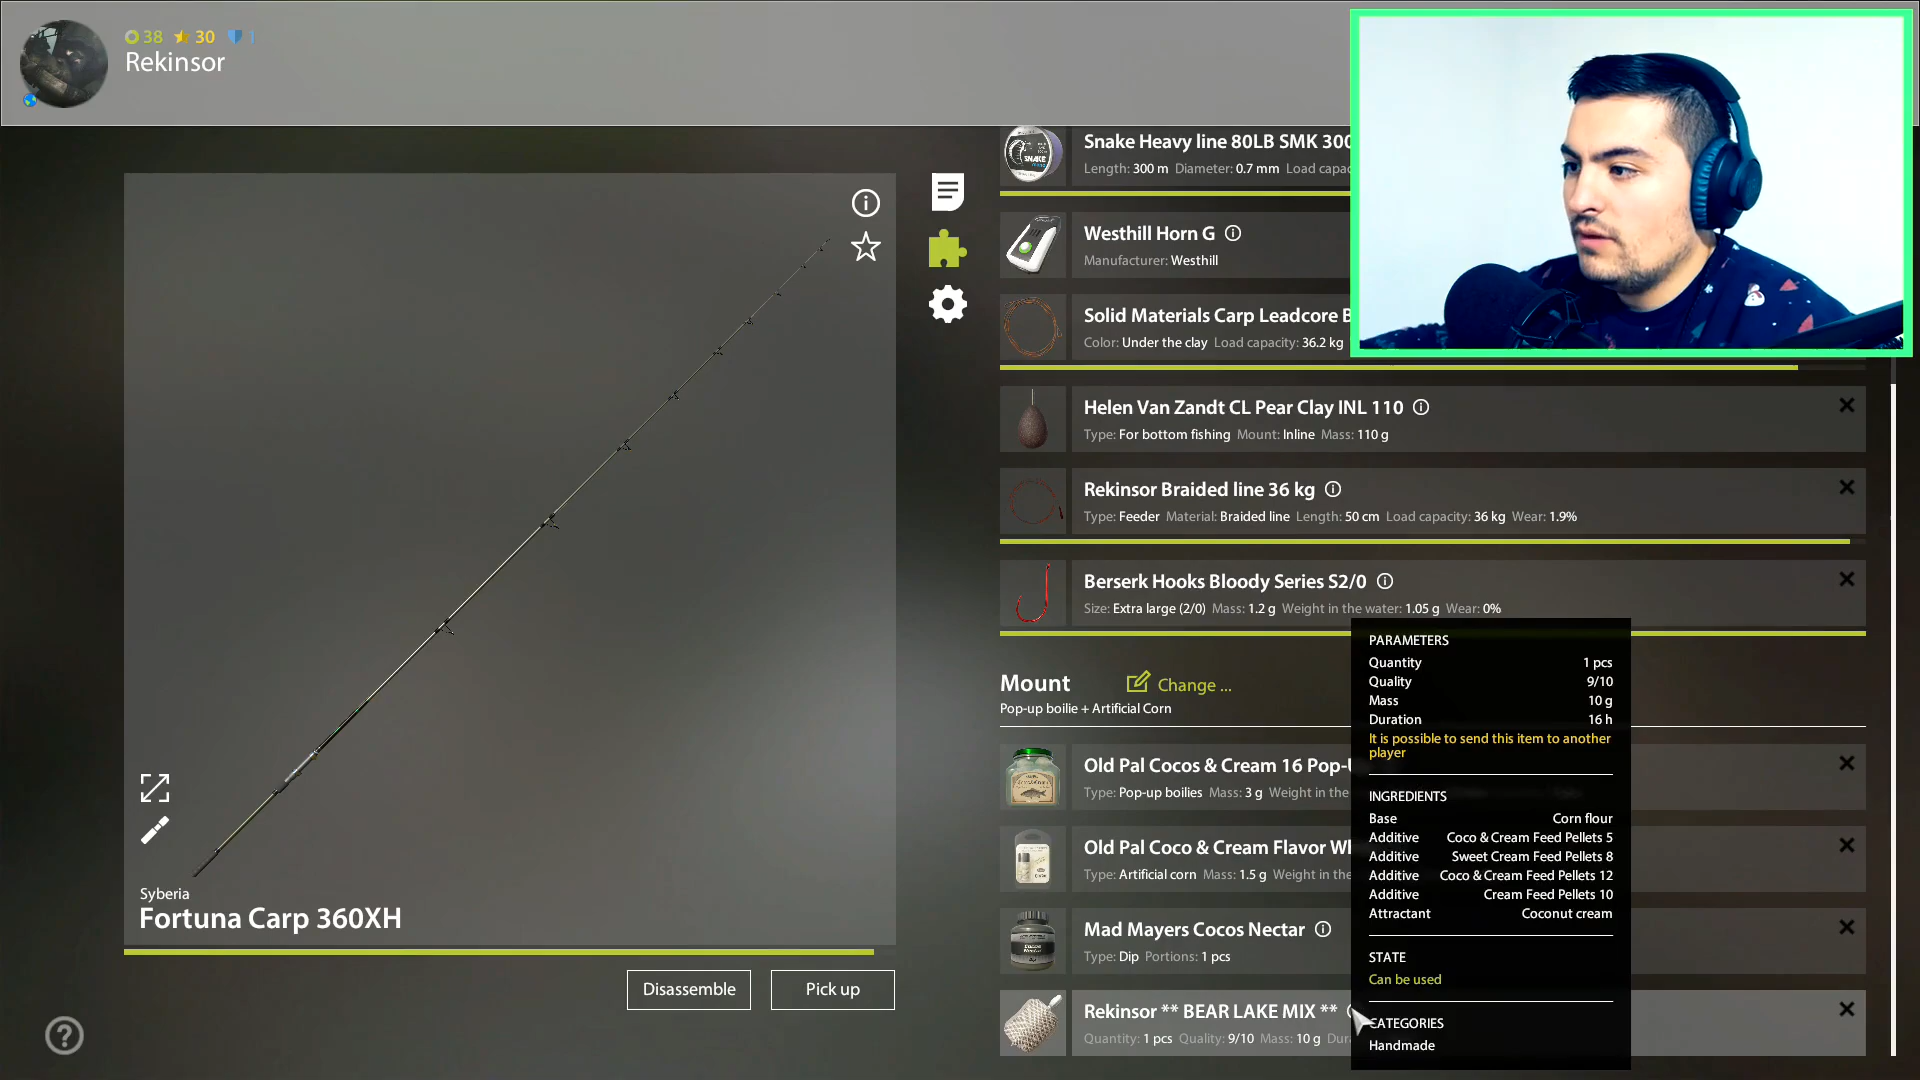 38 30 1
Rekinsor
Snake Heavy line 80LB SMK 300
Length: 300 m Diameter: 0.7 mm Load capac
Westhill Horn G
Manufacturer: Westhill
Solid Materials Carp Leadcore B
Color: Under the clay Load capacity: 36.2 kg
Helen Van Zandt CL Pear Clay INL 110
Type: For bottom fishing Mount: Inline Mass: 110 g
Rekinsor Braided line 36 kg
Type: Feeder Material: Braided line Length: 50 cm Load capacity: 36 kg Wear: 1.9%
Berserk Hooks Bloody Series S2/0
Size: Extra large (2/0) Mass: 1.2 g Weight in the water: 1.05 g Wear: 0%
Mount Change ...
Pop-up boilie + Artificial Corn
Old Pal Cocos & Cream 16 Pop-U
Type: Pop-up boilies Mass: 3 g Weight in the
Old Pal Coco & Cream Flavor Wh
Type: Artificial corn Mass: 1.5 g Weight in the
Mad Mayers Cocos Nectar
Type: Dip Portions: 1 pcs
Rekinsor ** BEAR LAKE MIX **
Quantity: 1 pcs Quality: 9/10 Mass: 10 g Dura
PARAMETERS
Quantity 1 pcs
Quality 9/10
Mass 10 g
Duration 16 h
It is possible to send this item to another
player
INGREDIENTS
Base Corn flour
Additive Coco & Cream Feed Pellets 5
Additive Sweet Cream Feed Pellets 8
Additive Coco & Cream Feed Pellets 12
Additive Cream Feed Pellets 10
Attractant Coconut cream
STATE
Can be used
CATEGORIES
Handmade
Syberia
Fortuna Carp 360XH
Disassemble
Pick up